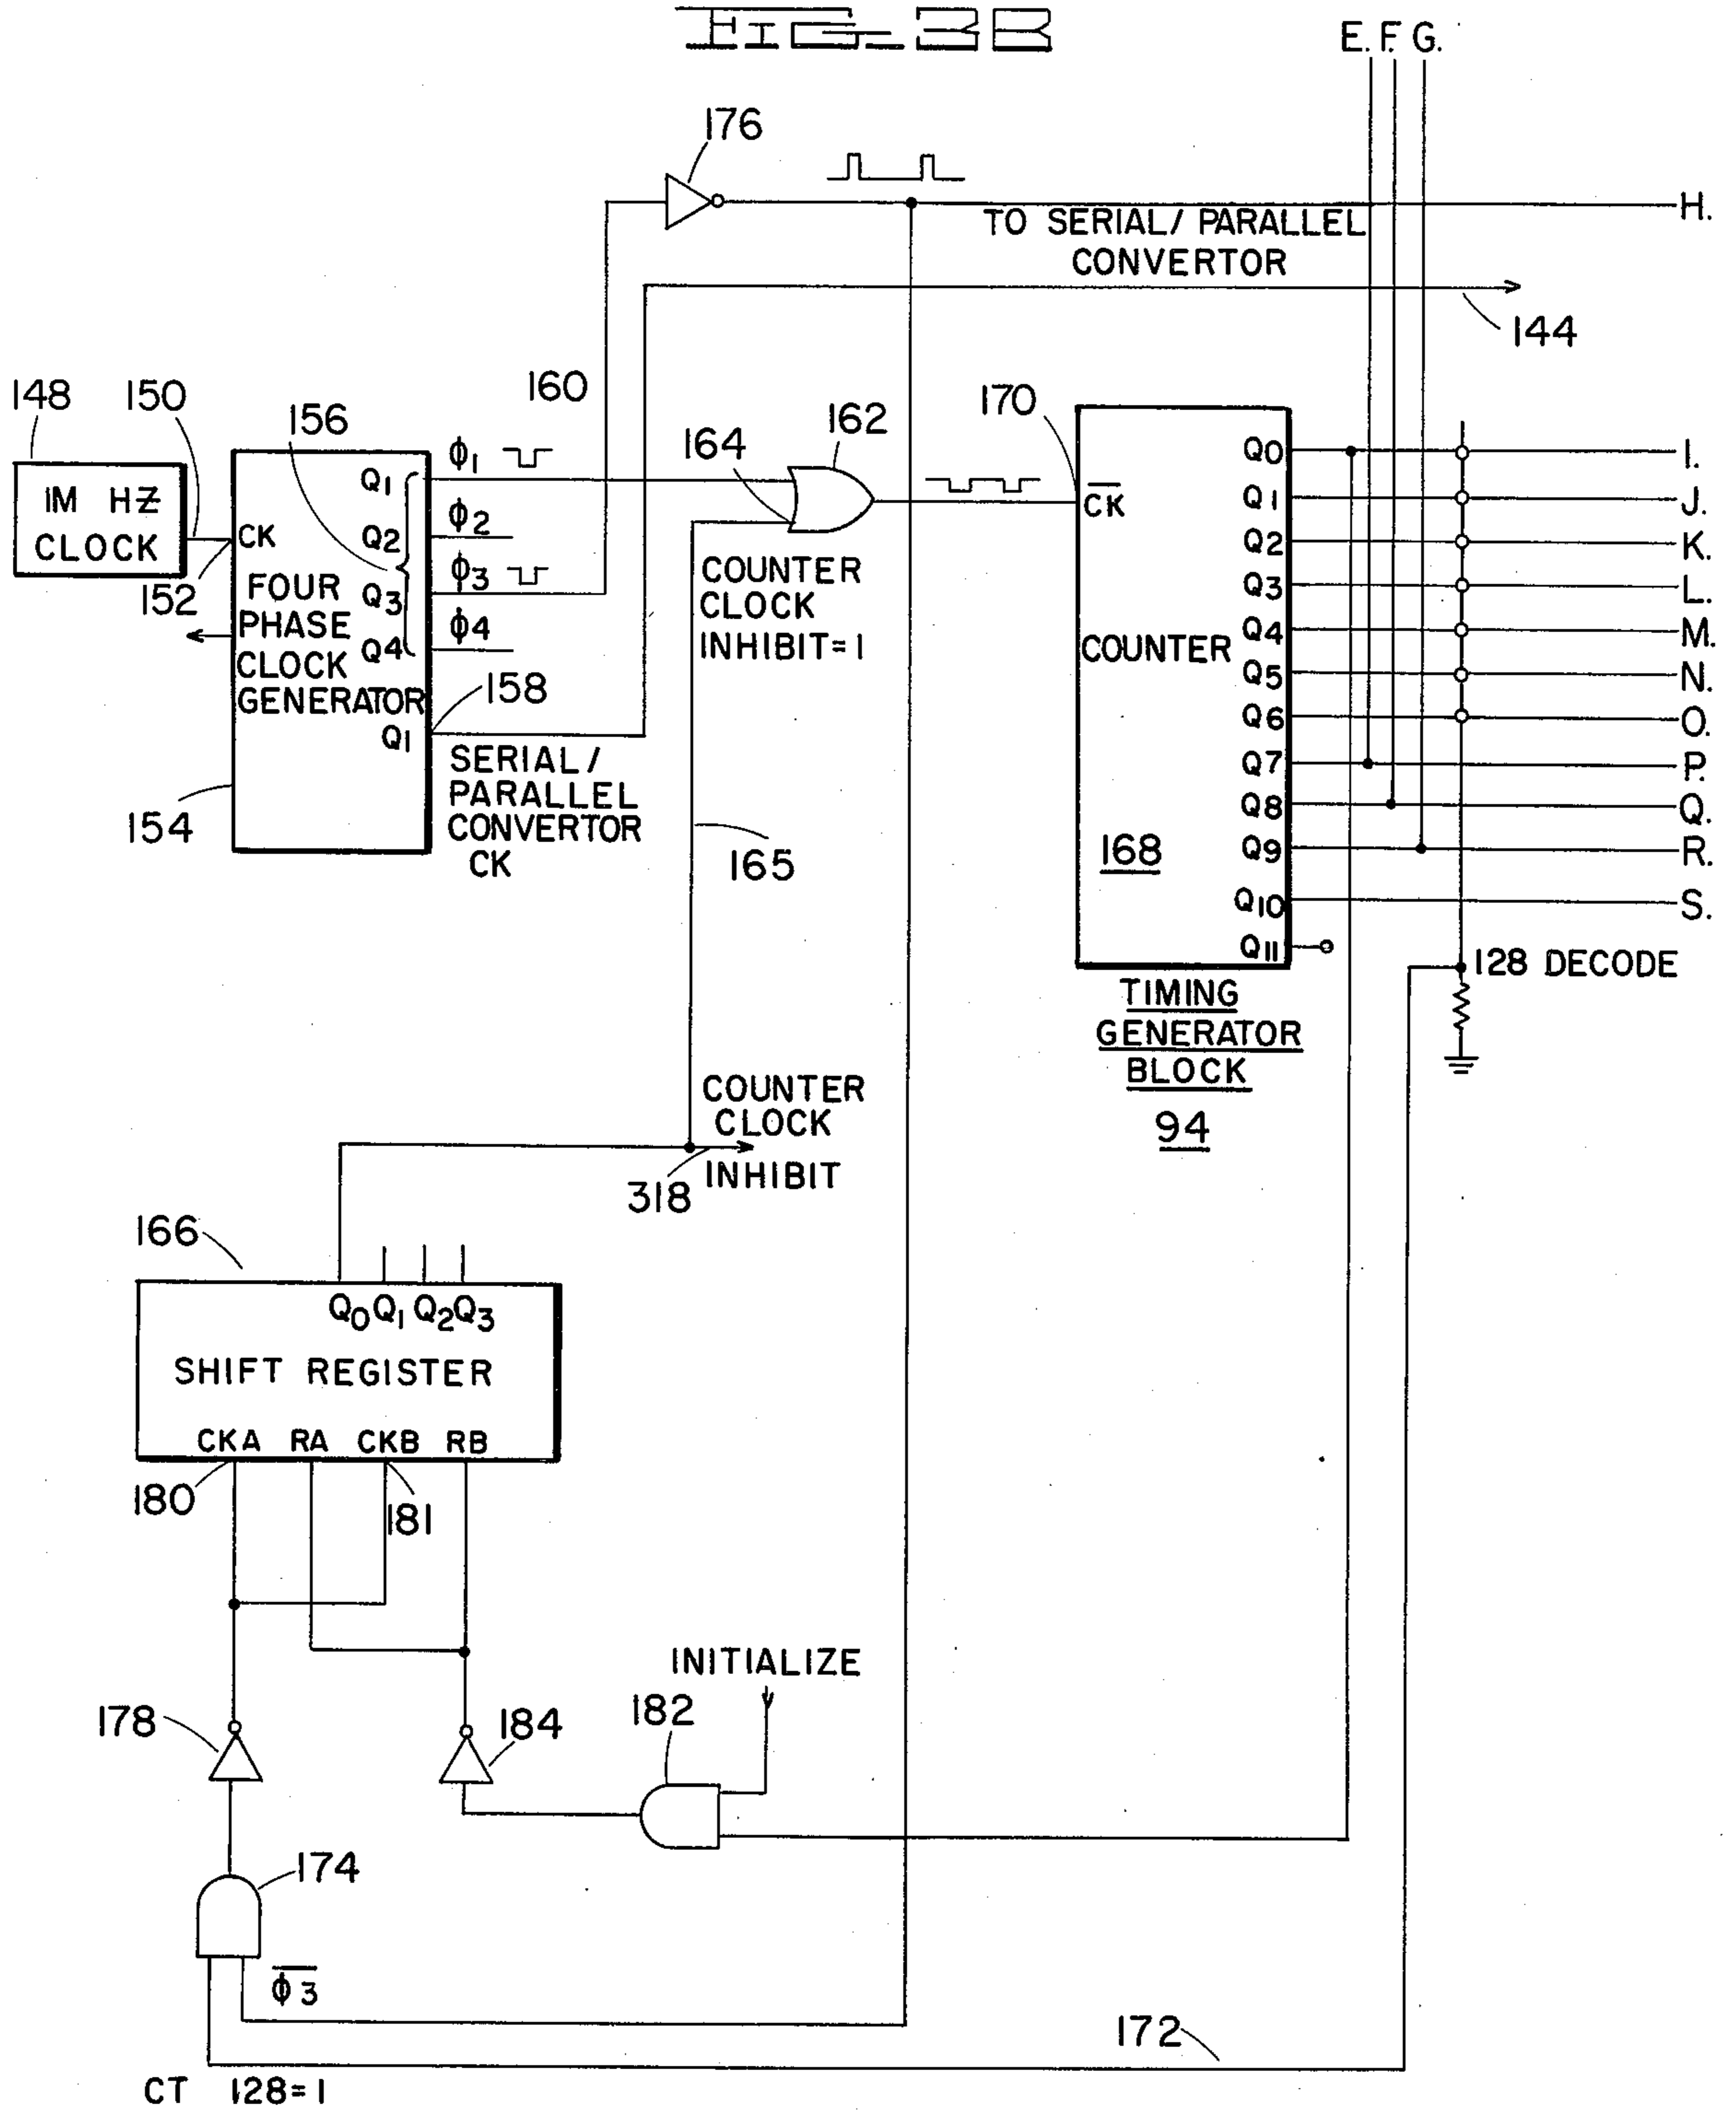 FIG_3B
E. F. G.
176
H.
TO SERIAL/ PARALLEL
CONVERTOR
144
148
150
156
160
164
162
170
IM HZ
CLOCK
152
CK
FOUR
PHASE
CLOCK
GENERATOR
Q1
Q2
Q3
Q4
Q1
ϕ1
ϕ2
ϕ3
ϕ4
158
154
SERIAL/
PARALLEL
CONVERTOR
CK
COUNTER
CLOCK
INHIBIT=1
165
C̅K̅
COUNTER
168
Q0
Q1
Q2
Q3
Q4
Q5
Q6
Q7
Q8
Q9
Q10
Q11
I.
J.
K.
L.
M.
N.
O.
P.
Q.
R.
S.
128 DECODE
TIMING
GENERATOR
BLOCK
94
COUNTER
CLOCK
INHIBIT
318
166
Q0 Q1 Q2 Q3
SHIFT REGISTER
CKA RA CKB RB
180
181
INITIALIZE
178
184
182
174
ϕ̅3̅
172
CT 128=1